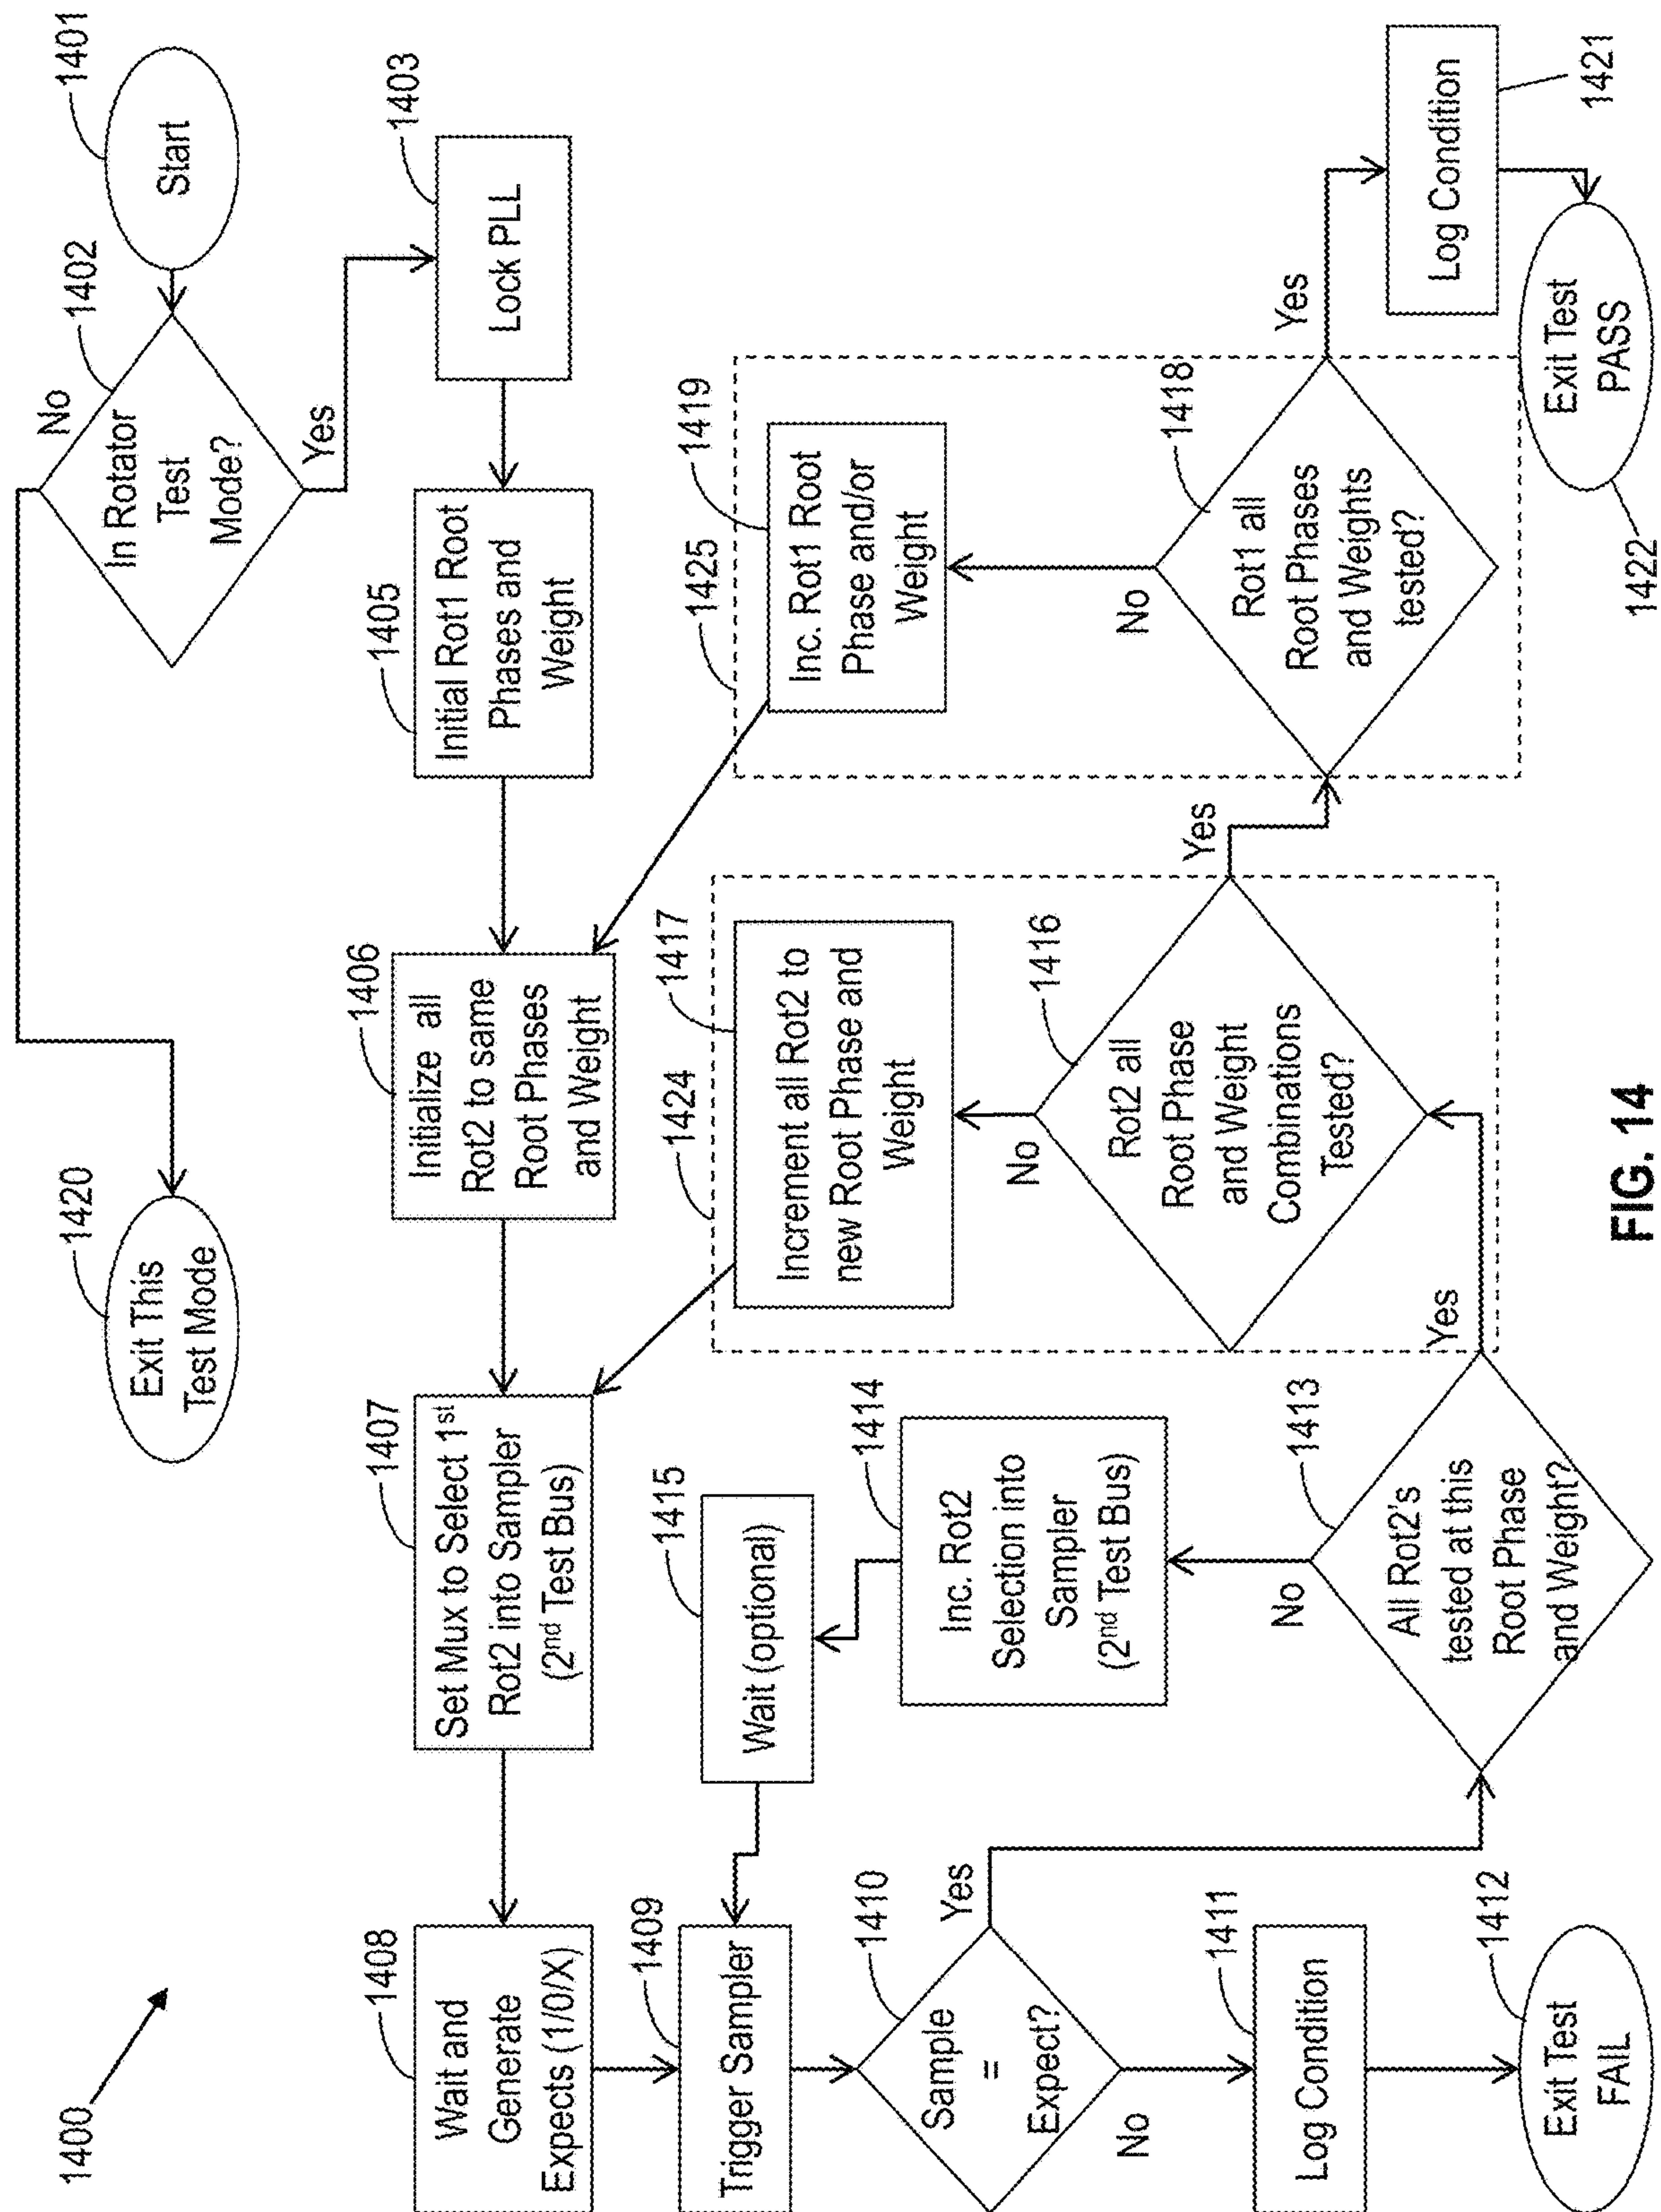 1400
1420
Exit This
Test Mode
No
1402
In Rotator
Test
Mode?
Yes
1401
Start
1408
Wait and
Generate
Expects (1/0/X)
1407
Set Mux to Select 1st
Rot2 into Sampler
(2nd Test Bus)
1406
Initialize all
Rot2 to same
Root Phases
and Weight
1405
Initial Rot1 Root
Phases and
Weight
1403
Lock PLL
1409
Trigger Sampler
1415
Wait (optional)
1424
1417
Increment all Rot2 to
new Root Phase and
Weight
1425
1419
Inc. Rot1 Root
Phase and/or
Weight
1410
Sample
=
Expect?
Yes
No
1414
Inc. Rot2
Selection into
Sampler
(2nd Test Bus)
No
1416
Rot2 all
Root Phase
and Weight
Combinations
Tested?
Yes
No
1418
Rot1 all
Root Phases
and Weights
tested?
Yes
1411
Log Condition
1413
All Rot2's
tested at this
Root Phase
and Weight?
No
Yes
Log Condition
1421
1412
Exit Test
FAIL
Exit Test
PASS
1422
FIG. 14